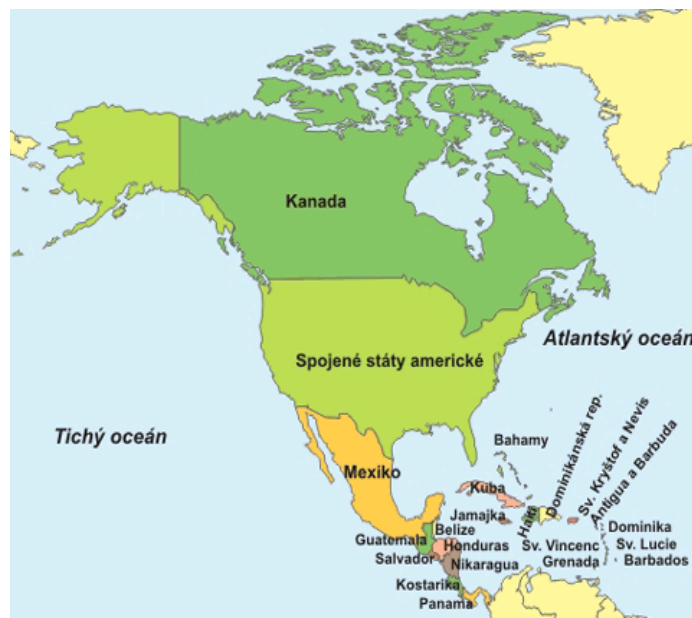 Kanada
Atlantský oceán
Spojené státy americké
Tichý oceán
Bahamy
Dominikánská rep.
Sv. Kryštof a Nevis
Antigua a Barbuda
Mexiko
Kuba
Jamajka
Haiti
Belize
Dominika
Guatemala
Honduras
Sv. Vincenc
Sv. Lucie
Salvador
Nikaragua
Grenada
Barbados
Kostarika
Panama